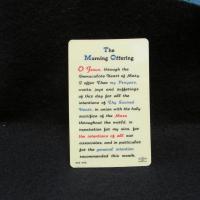 The
Morning Offering
O Jesus, through the
Immaculate Heart of Mary,
I offer Thee my Prayers,
works, joys and sufferings
of this day for all the
intentions of Thy Sacred
Heart, in union with the holy
sacrifice of the Mass
throughout the world, in
reparation for my sins, for
the intentions of all our
associates, and in particular
for the general intention
recommended this month.